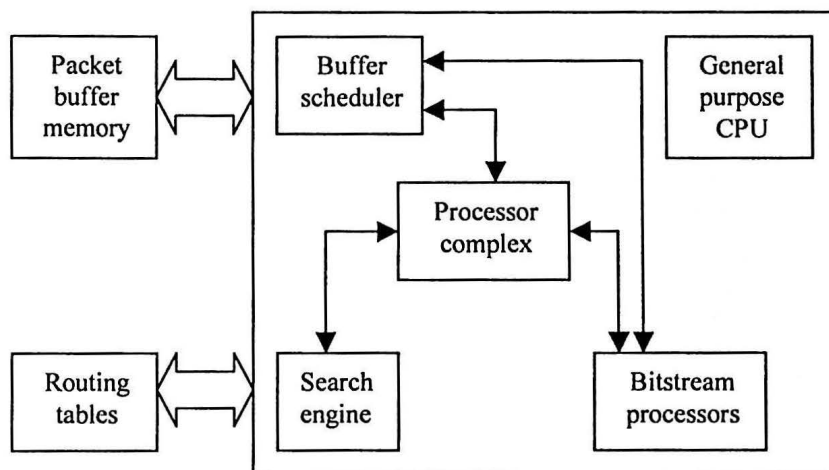 Packet
buffer
memory
Buffer
scheduler
General
purpose
CPU
Processor
complex
Routing
tables
Search
engine
Bitstream
processors